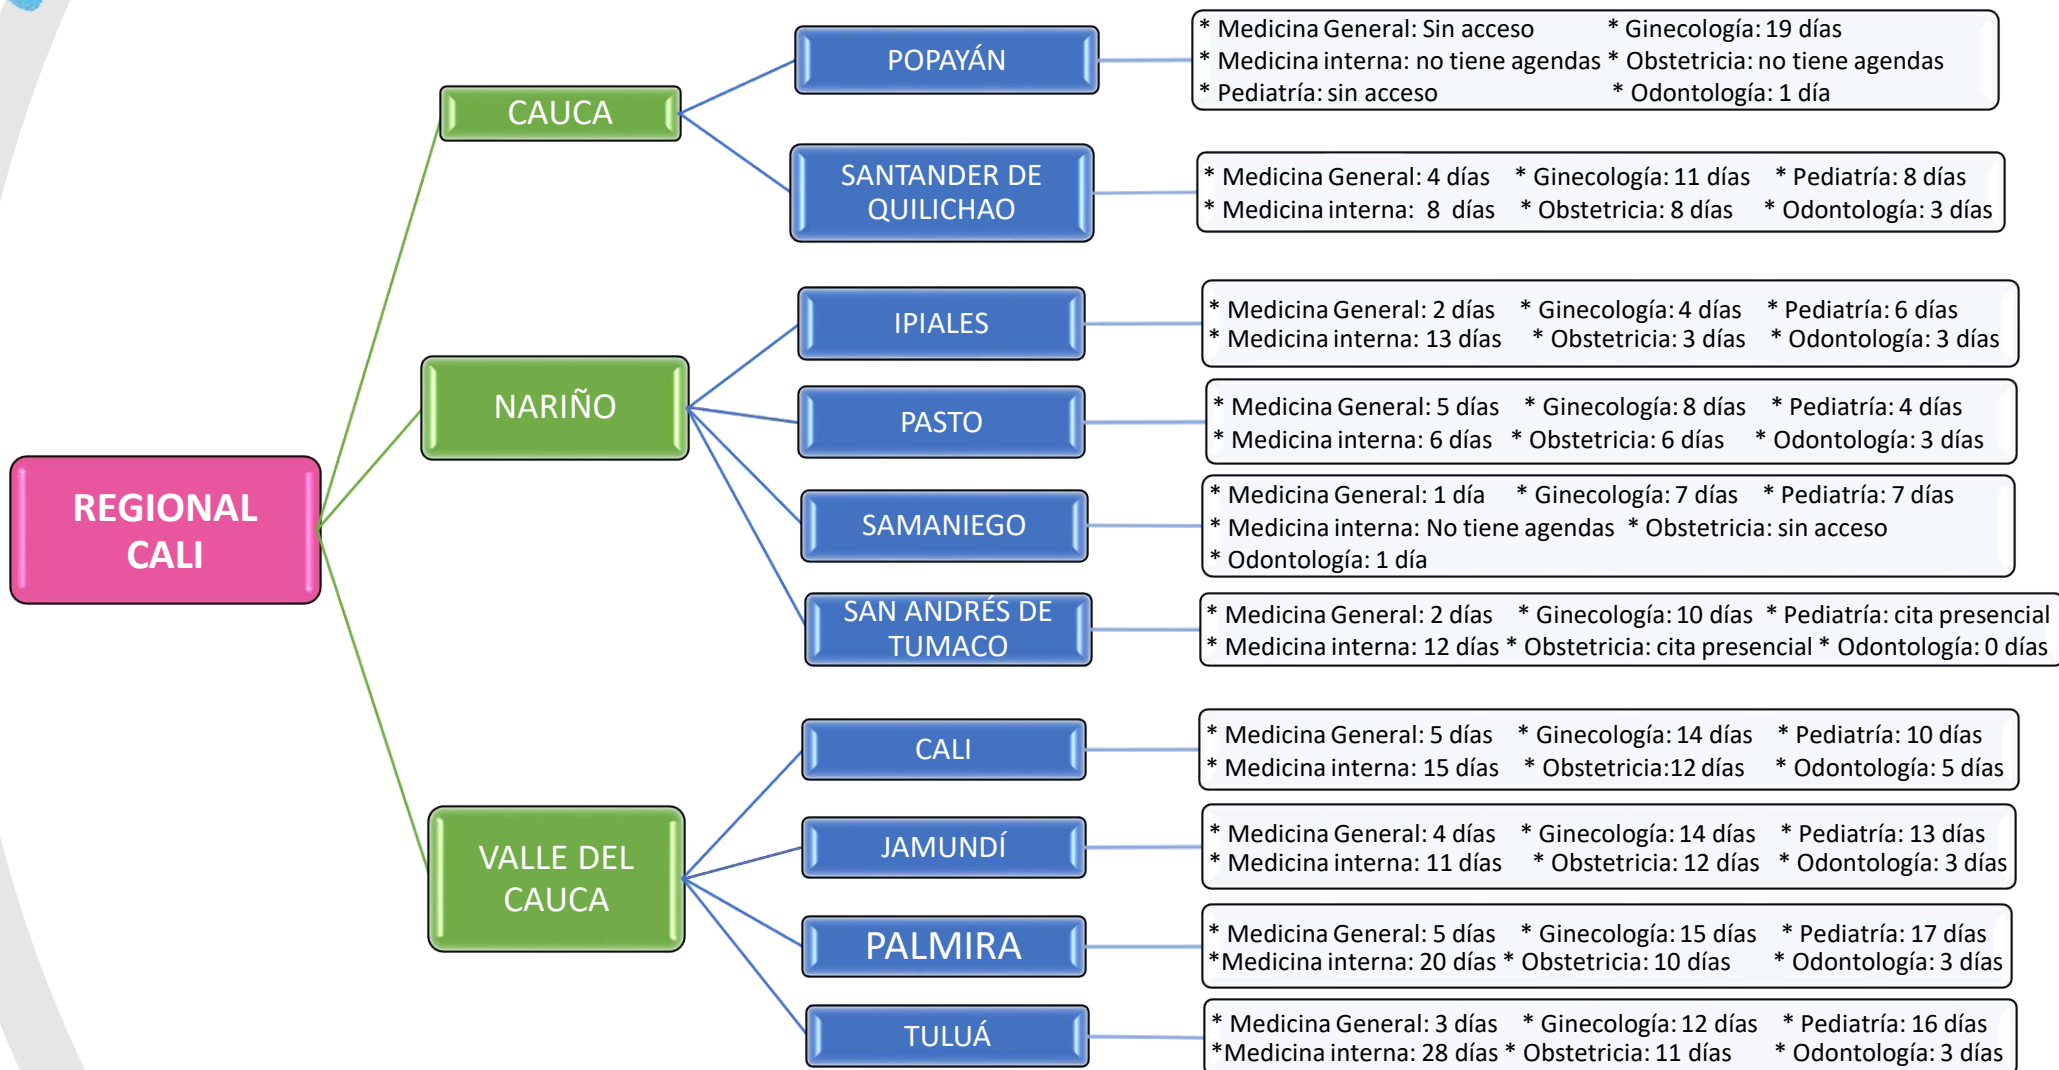 REGIONAL
CALI
CAUCA
POPAYÁN
* Medicina General: Sin acceso * Ginecología: 19 días
* Medicina interna: no tiene agendas * Obstetricia: no tiene agendas
* Pediatría: sin acceso * Odontología: 1 día
SANTANDER DE
QUILICHAO
* Medicina General: 4 días * Ginecología: 11 días * Pediatría: 8 días
* Medicina interna: 8 días * Obstetricia: 8 días * Odontología: 3 días
NARIÑO
IPIALES
* Medicina General: 2 días * Ginecología: 4 días * Pediatría: 6 días
* Medicina interna: 13 días * Obstetricia: 3 días * Odontología: 3 días
PASTO
* Medicina General: 5 días * Ginecología: 8 días * Pediatría: 4 días
* Medicina interna: 6 días * Obstetricia: 6 días * Odontología: 3 días
SAMANIEGO
* Medicina General: 1 día * Ginecología: 7 días * Pediatría: 7 días
* Medicina interna: No tiene agendas * Obstetricia: sin acceso
* Odontología: 1 día
SAN ANDRÉS DE
TUMACO
* Medicina General: 2 días * Ginecología: 10 días * Pediatría: cita presencial
* Medicina interna: 12 días * Obstetricia: cita presencial * Odontología: 0 días
VALLE DEL
CAUCA
CALI
* Medicina General: 5 días * Ginecología: 14 días * Pediatría: 10 días
* Medicina interna: 15 días * Obstetricia:12 días * Odontología: 5 días
JAMUNDÍ
* Medicina General: 4 días * Ginecología: 14 días * Pediatría: 13 días
* Medicina interna: 11 días * Obstetricia: 12 días * Odontología: 3 días
PALMIRA
* Medicina General: 5 días * Ginecología: 15 días * Pediatría: 17 días
*Medicina interna: 20 días * Obstetricia: 10 días * Odontología: 3 días
TULUÁ
* Medicina General: 3 días * Ginecología: 12 días * Pediatría: 16 días
*Medicina interna: 28 días * Obstetricia: 11 días * Odontología: 3 días